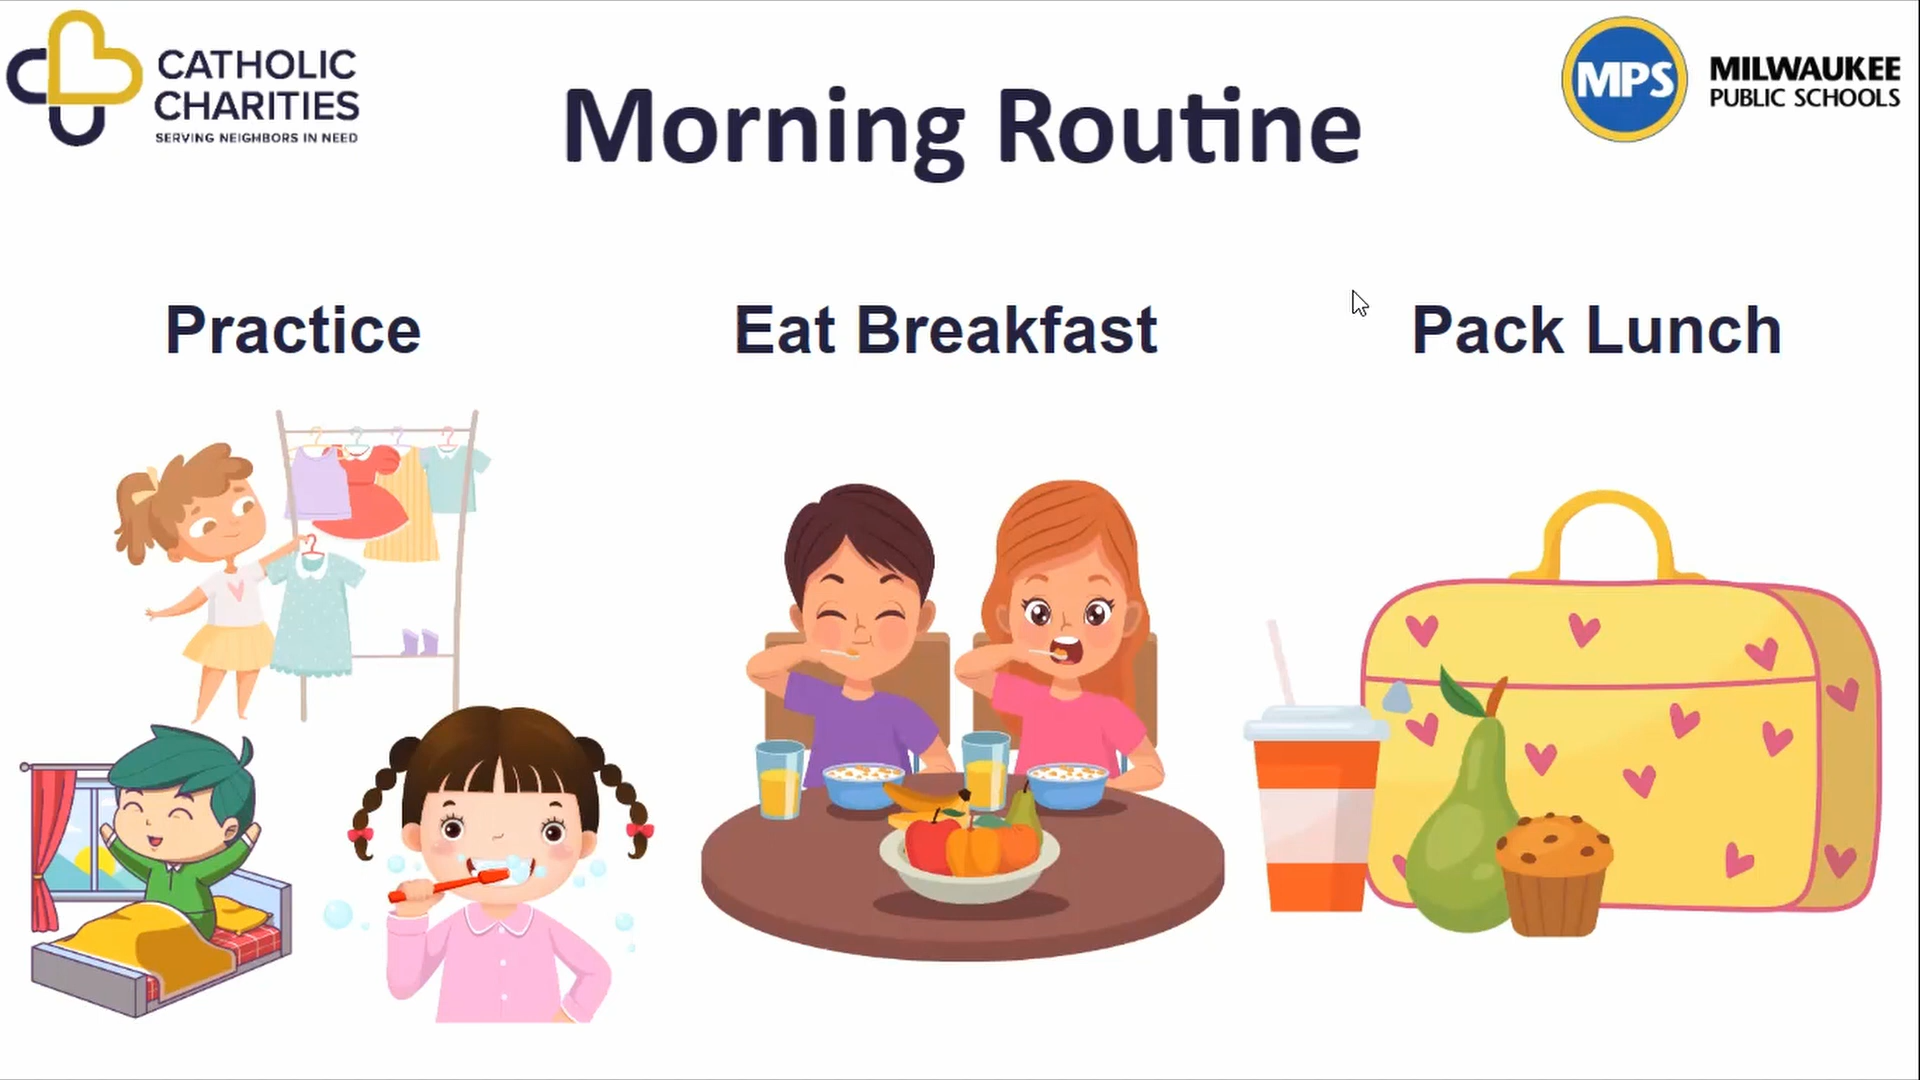 CATHOLIC
CHARITIES
SERVING NEIGHBORS IN NEED
Morning Routine
MPS
MILWAUKEE
PUBLIC SCHOOLS
Practice
Eat Breakfast
Pack Lunch